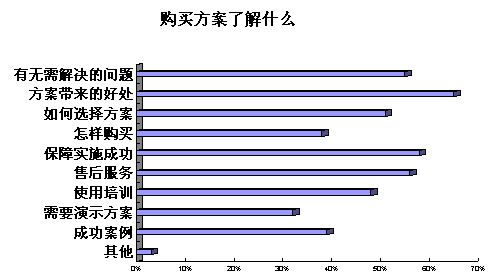 购买方案了解什么
有无需解决的问题
方案带来的好处
如何选择方案
怎样购买
保障实施成功
售后服务
使用培训
需要演示方案
成功案例
其他
0% 10% 20% 30% 40% 50% 60% 70%